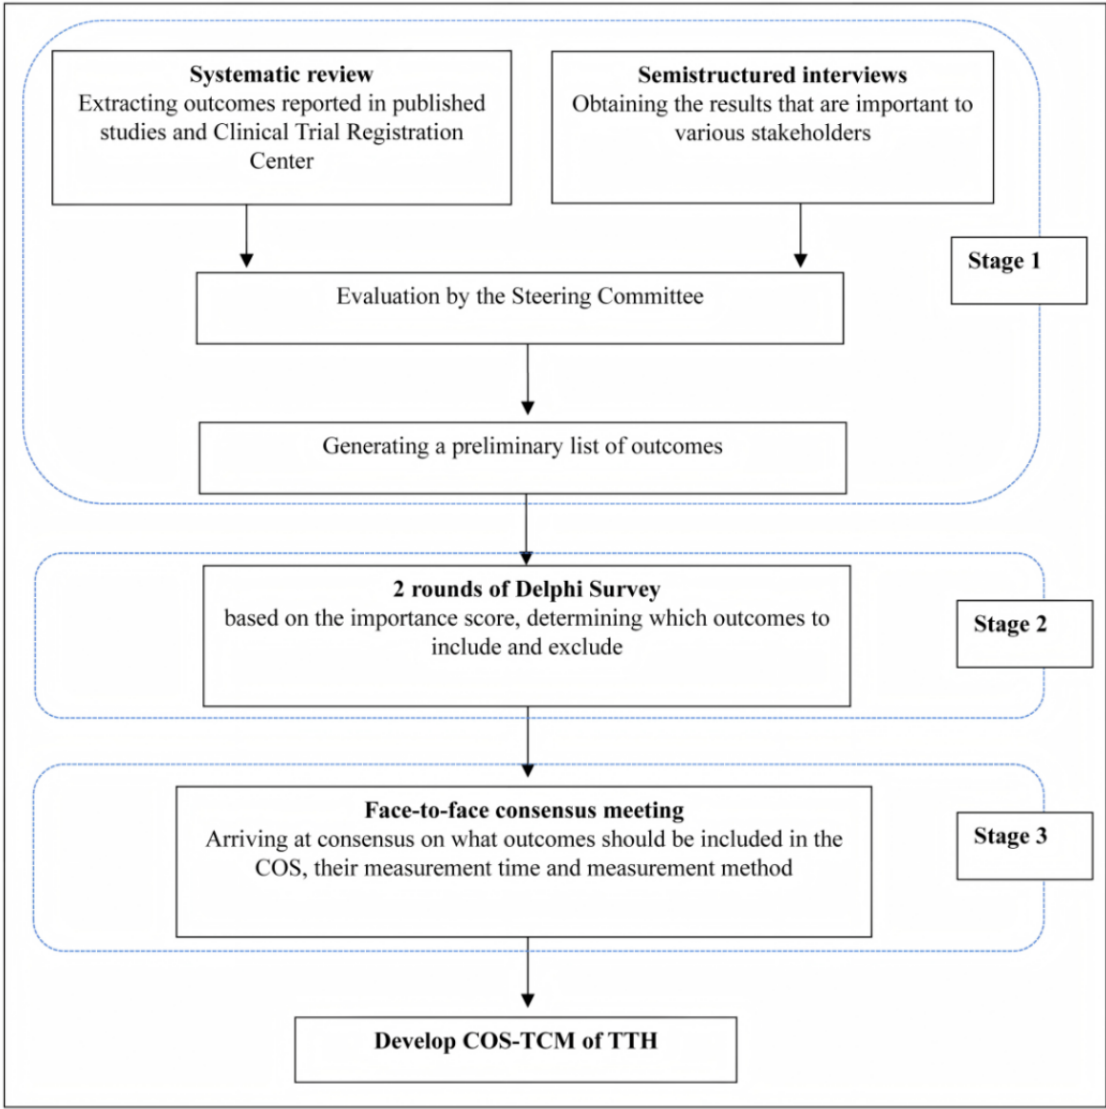 Systematic review
Extracting outcomes reported in published
studies and Clinical Trial Registration
Center
Semistructured interviews
Obtaining the results that are important to
various stakeholders
Stage 1
Evaluation by the Steering Committee
Generating a preliminary list of outcomes
2 rounds of Delphi Survey
based on the importance score, determining which outcomes to
include and exclude
Stage 2
Face-to-face consensus meeting
Arriving at consensus on what outcomes should be included in the
COS, their measurement time and measurement method
Stage 3
Develop COS-TCM of TTH